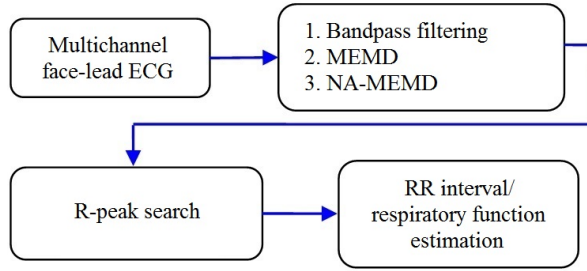 Multichannel
face-lead ECG
1. Bandpass filtering
2. MEMD
3. NA-MEMD
R-peak search
RR interval/
respiratory function
estimation